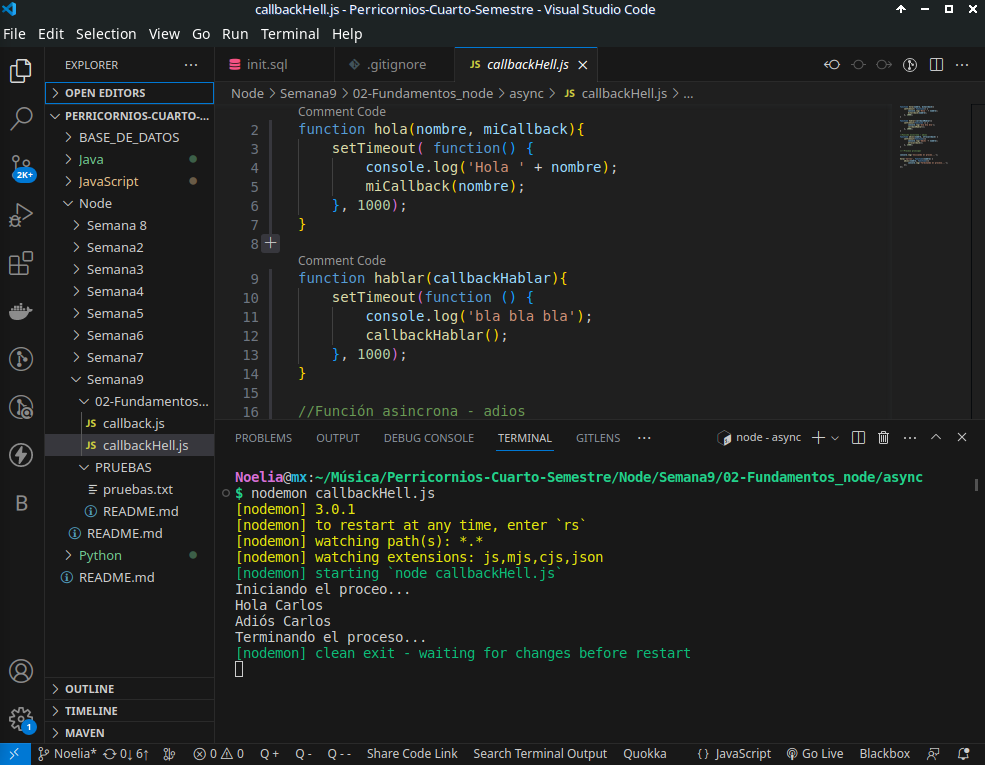 callbackHell.js - Perricornios-Cuarto-Semestre - Visual Studio Code
File Edit Selection View Go Run Terminal Help
EXPLORER
OPEN EDITORS
PERRICORNIOS-CUARTO-...
BASE_DE_DATOS
Java
JavaScript
Node
Semana 8
Semana2
Semana3
Semana4
Semana5
Semana6
Semana7
Semana9
02-Fundamentos...
JS callback.js
JS callbackHell.js
PRUEBAS
pruebas.txt
README.md
README.md
Python
README.md
OUTLINE
TIMELINE
MAVEN
2K+
B
1
init.sql
.gitignore
JS callbackHell.js
Node > Semana9 > 02-Fundamentos_node > async > JS callbackHell.js > ...
Comment Code
2 function hola(nombre, miCallback){
3 setTimeout( function() {
4 console.log('Hola ' + nombre);
5 miCallback(nombre);
6 }, 1000);
7 }
8
Comment Code
9 function hablar(callbackHablar){
10 setTimeout(function () {
11 console.log('bla bla bla');
12 callbackHablar();
13 }, 1000);
14 }
15
16 //Función asincrona - adios
PROBLEMS OUTPUT DEBUG CONSOLE TERMINAL GITLENS
node - async
Noelia@mx:~/Música/Perricornios-Cuarto-Semestre/Node/Semana9/02-Fundamentos_node/async
$ nodemon callbackHell.js
[nodemon] 3.0.1
[nodemon] to restart at any time, enter `rs`
[nodemon] watching path(s): *.*
[nodemon] watching extensions: js,mjs,cjs,json
[nodemon] starting `node callbackHell.js`
Iniciando el proceo...
Hola Carlos
Adiós Carlos
Terminando el proceso...
[nodemon] clean exit - waiting for changes before restart
Noelia* 0↓ 6↑ 0 0 Q + Q - Q - - Share Code Link Search Terminal Output Quokka {} JavaScript Go Live Blackbox